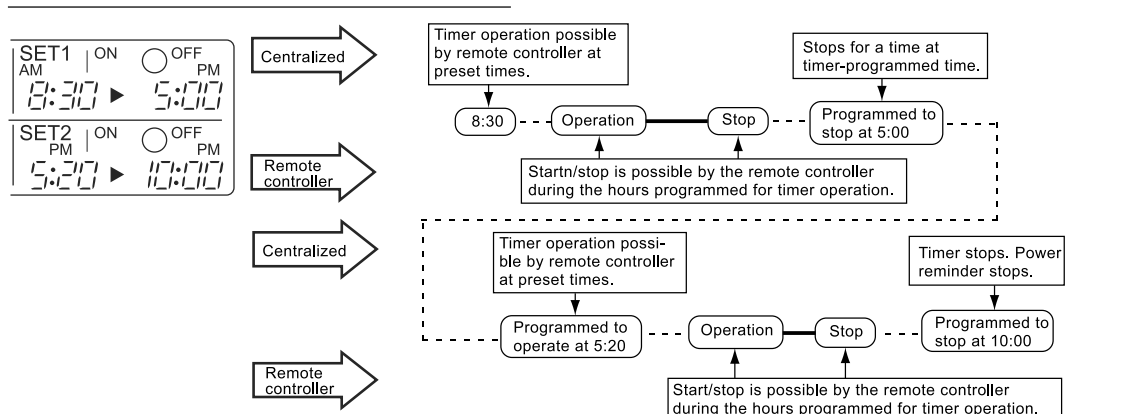 SET1 ON OFF
AM PM
8:30 ▶ 5:00
SET2 ON OFF
PM PM
5:20 ▶ 10:00
Centralized
Timer operation possible
by remote controller at
preset times.
Stops for a time at
timer-programmed time.
8:30
Operation
Stop
Programmed to
stop at 5:00
Remote
controller
Startn/stop is possible by the remote controller
during the hours programmed for timer operation.
Centralized
Timer operation possi-
ble by remote controller
at preset times.
Timer stops. Power
reminder stops.
Programmed to
operate at 5:20
Operation
Stop
Programmed to
stop at 10:00
Remote
controller
Start/stop is possible by the remote controller
during the hours programmed for timer operation.